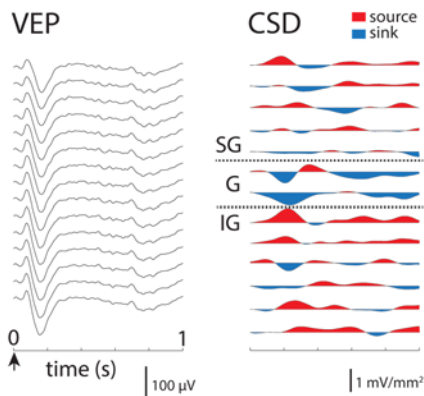 VEP
CSD
source
sink
SG
G
IG
0
1
time (s)
100 µV
1 mV/mm²